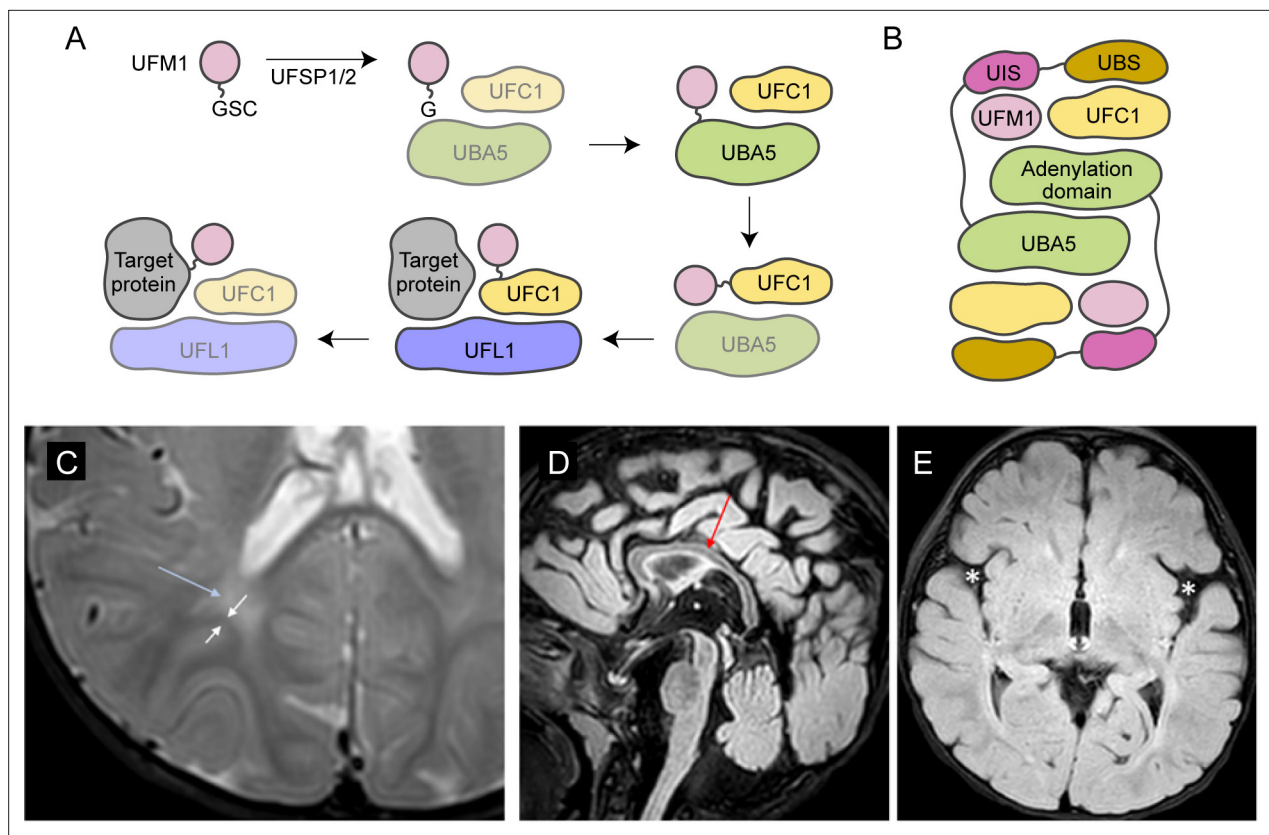 A
UFM1
GSC
UFSP1/2
G
UFC1
UBA5
UFC1
UBA5
UFC1
UBA5
Target
protein
UFC1
UFL1
Target
protein
UFC1
UFL1
B
UIS
UBS
UFM1
UFC1
Adenylation
domain
UBA5
C
D
E
*
*